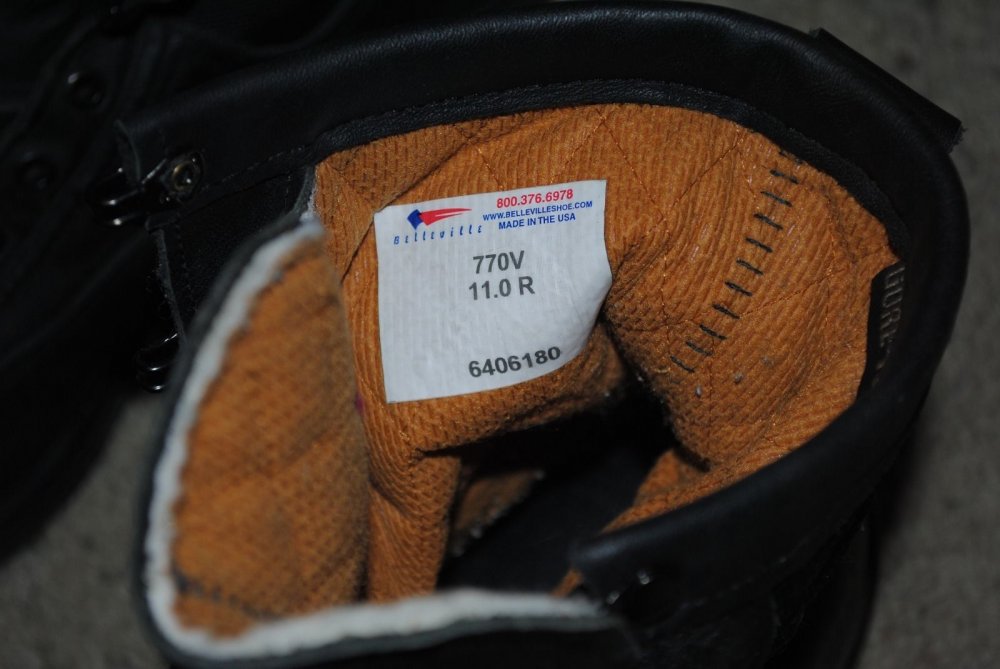 800.376.6978
WWW.BELLEVILLESHOE.COM
Belleville MADE IN THE USA
770V
11.0 R
6406180